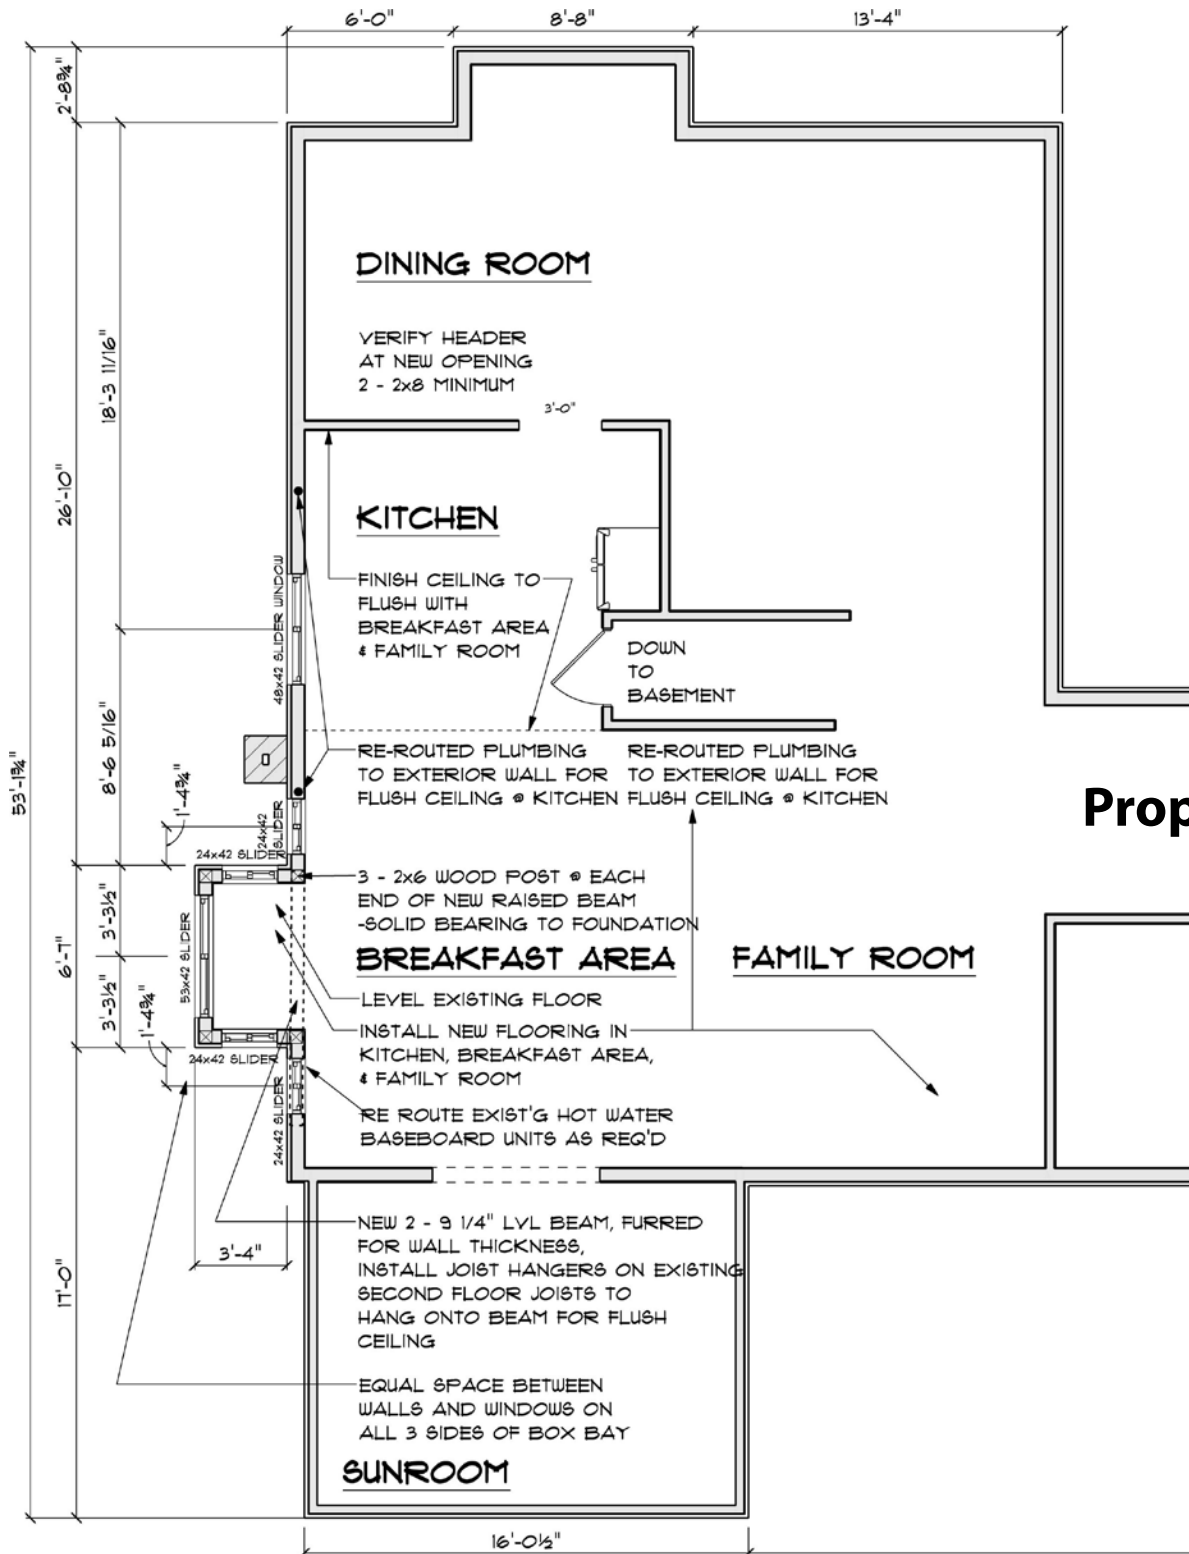 6'-0"
8'-8"
13'-4"
2'-8¾"
18'-3 11/16"
26'-10"
53'-1¾"
8'-6 5/16"
1'-4¾"
3'-3½"
6'-7"
3'-3½"
1'-4¾"
17'-0"
3'-4"
16'-0½"
DINING ROOM
VERIFY HEADER
AT NEW OPENING
2 - 2x8 MINIMUM
3'-0"
KITCHEN
48x42 SLIDER WINDOW
FINISH CEILING TO
FLUSH WITH
BREAKFAST AREA
& FAMILY ROOM
DOWN
TO
BASEMENT
RE-ROUTED PLUMBING
TO EXTERIOR WALL FOR
FLUSH CEILING @ KITCHEN
RE-ROUTED PLUMBING
TO EXTERIOR WALL FOR
FLUSH CEILING @ KITCHEN
Prop
24x42
SLIDER
24x42 SLIDER
53x42 SLIDER
24x42 SLIDER
24x42 SLIDER
3 - 2x6 WOOD POST @ EACH
END OF NEW RAISED BEAM
-SOLID BEARING TO FOUNDATION
BREAKFAST AREA
FAMILY ROOM
LEVEL EXISTING FLOOR
INSTALL NEW FLOORING IN
KITCHEN, BREAKFAST AREA,
& FAMILY ROOM
RE ROUTE EXIST'G HOT WATER
BASEBOARD UNITS AS REQ'D
NEW 2 - 9 1/4" LVL BEAM, FURRED
FOR WALL THICKNESS,
INSTALL JOIST HANGERS ON EXISTING
SECOND FLOOR JOISTS TO
HANG ONTO BEAM FOR FLUSH
CEILING
EQUAL SPACE BETWEEN
WALLS AND WINDOWS ON
ALL 3 SIDES OF BOX BAY
SUNROOM